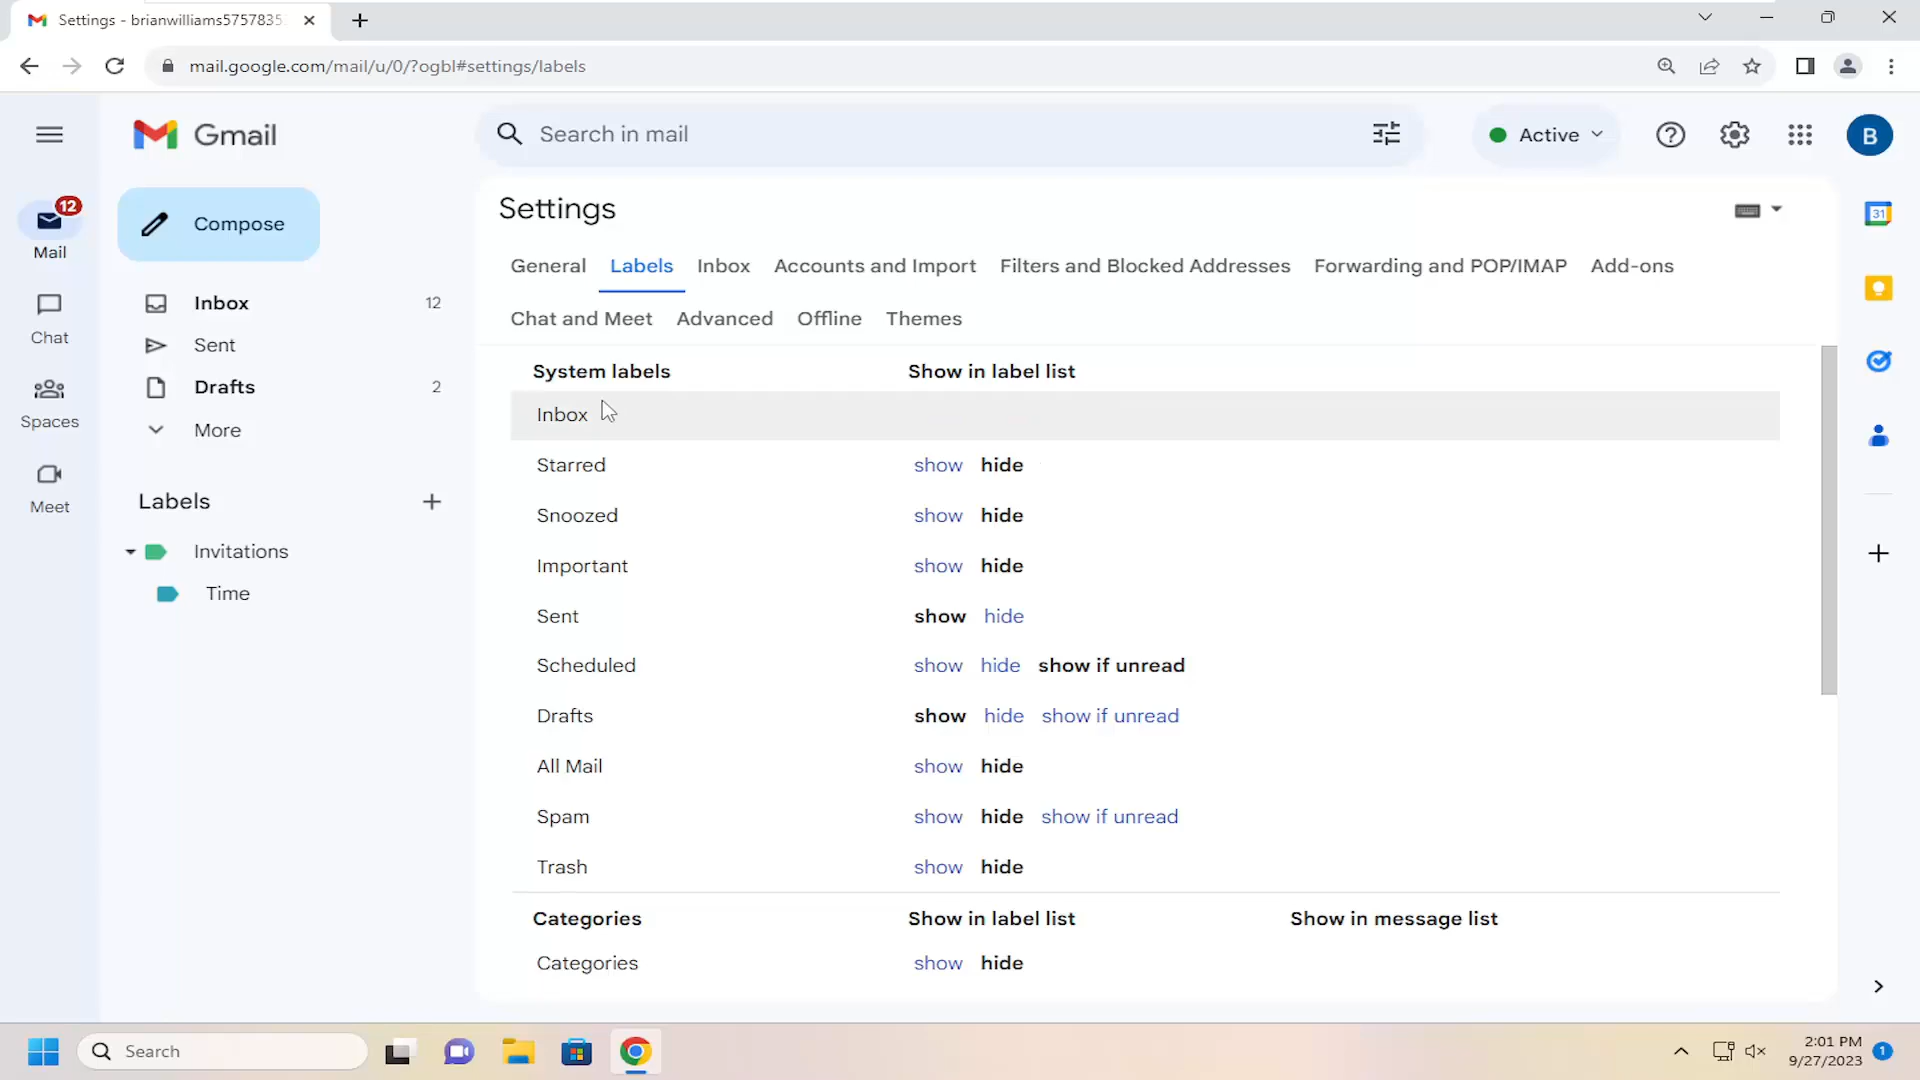 Settings - brianwilliams5757835
mail.google.com/mail/u/0/?ogbl#settings/labels
Gmail
Search in mail
Active
B
12
Mail
Chat
Spaces
Meet
Compose
Inbox 12
Sent
Drafts 2
More
Labels
Invitations
Time
Settings
General Labels Inbox Accounts and Import Filters and Blocked Addresses Forwarding and POP/IMAP Add-ons
Chat and Meet Advanced Offline Themes
System labels Show in label list
Inbox
Starred show hide
Snoozed show hide
Important show hide
Sent show hide
Scheduled show hide show if unread
Drafts show hide show if unread
All Mail show hide
Spam show hide show if unread
Trash show hide
Categories Show in label list Show in message list
Categories show hide
31
Search
2:01 PM
9/27/2023
1